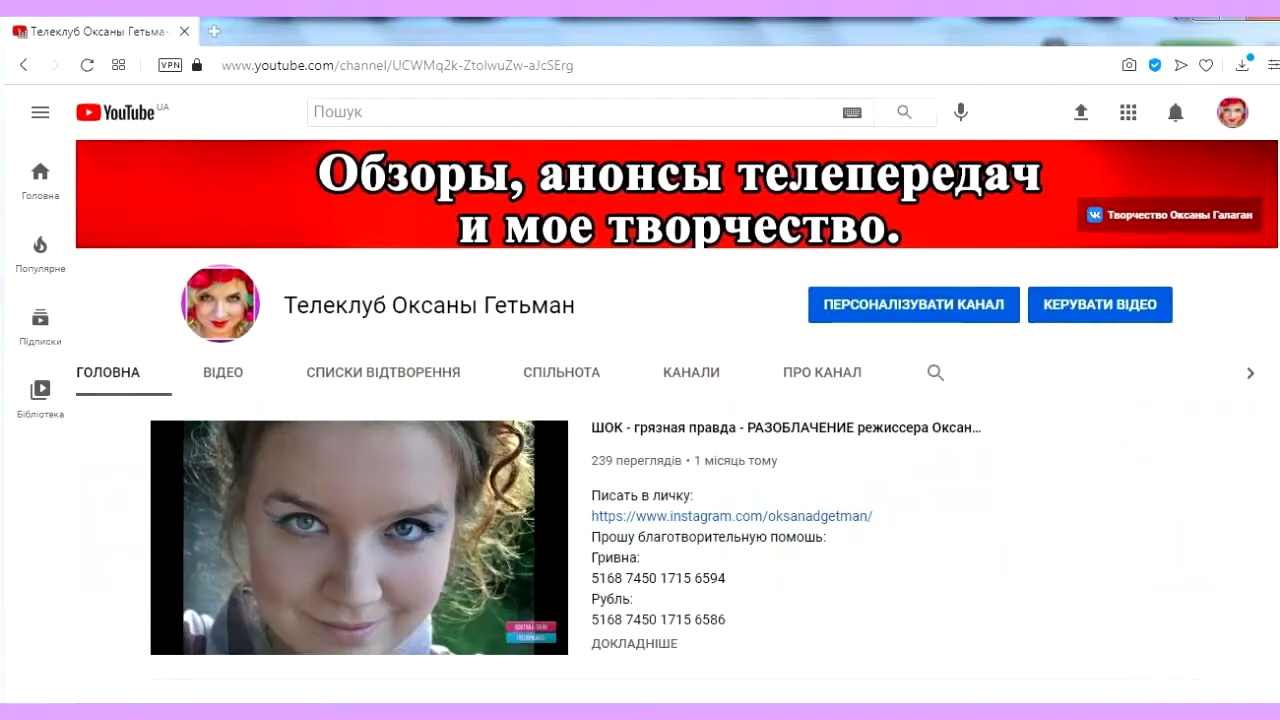 Телеклуб Оксаны Гетьма
VPN
www.youtube.com/channel/UCWMq2k-ZtolwuZw-aJcSErg
YouTube UA
Пошук
Обзоры, анонсы телепередач
и мое творчество.
Творчество Оксаны Галаган
Головна
Популярне
Підписки
Бібліотека
Телеклуб Оксаны Гетьман
ПЕРСОНАЛІЗУВАТИ КАНАЛ
КЕРУВАТИ ВІДЕО
ГОЛОВНА
ВІДЕО
СПИСКИ ВІДТВОРЕННЯ
СПІЛЬНОТА
КАНАЛИ
ПРО КАНАЛ
ШОК - грязная правда - РАЗОБЛАЧЕНИЕ режиссера Оксан…
239 переглядів • 1 місяць тому
Писать в личку:
https://www.instagram.com/oksanadgetman/
Прошу благотворительную помощь:
Гривна:
5168 7450 1715 6594
Рубль:
5168 7450 1715 6586
ДОКЛАДНІШЕ